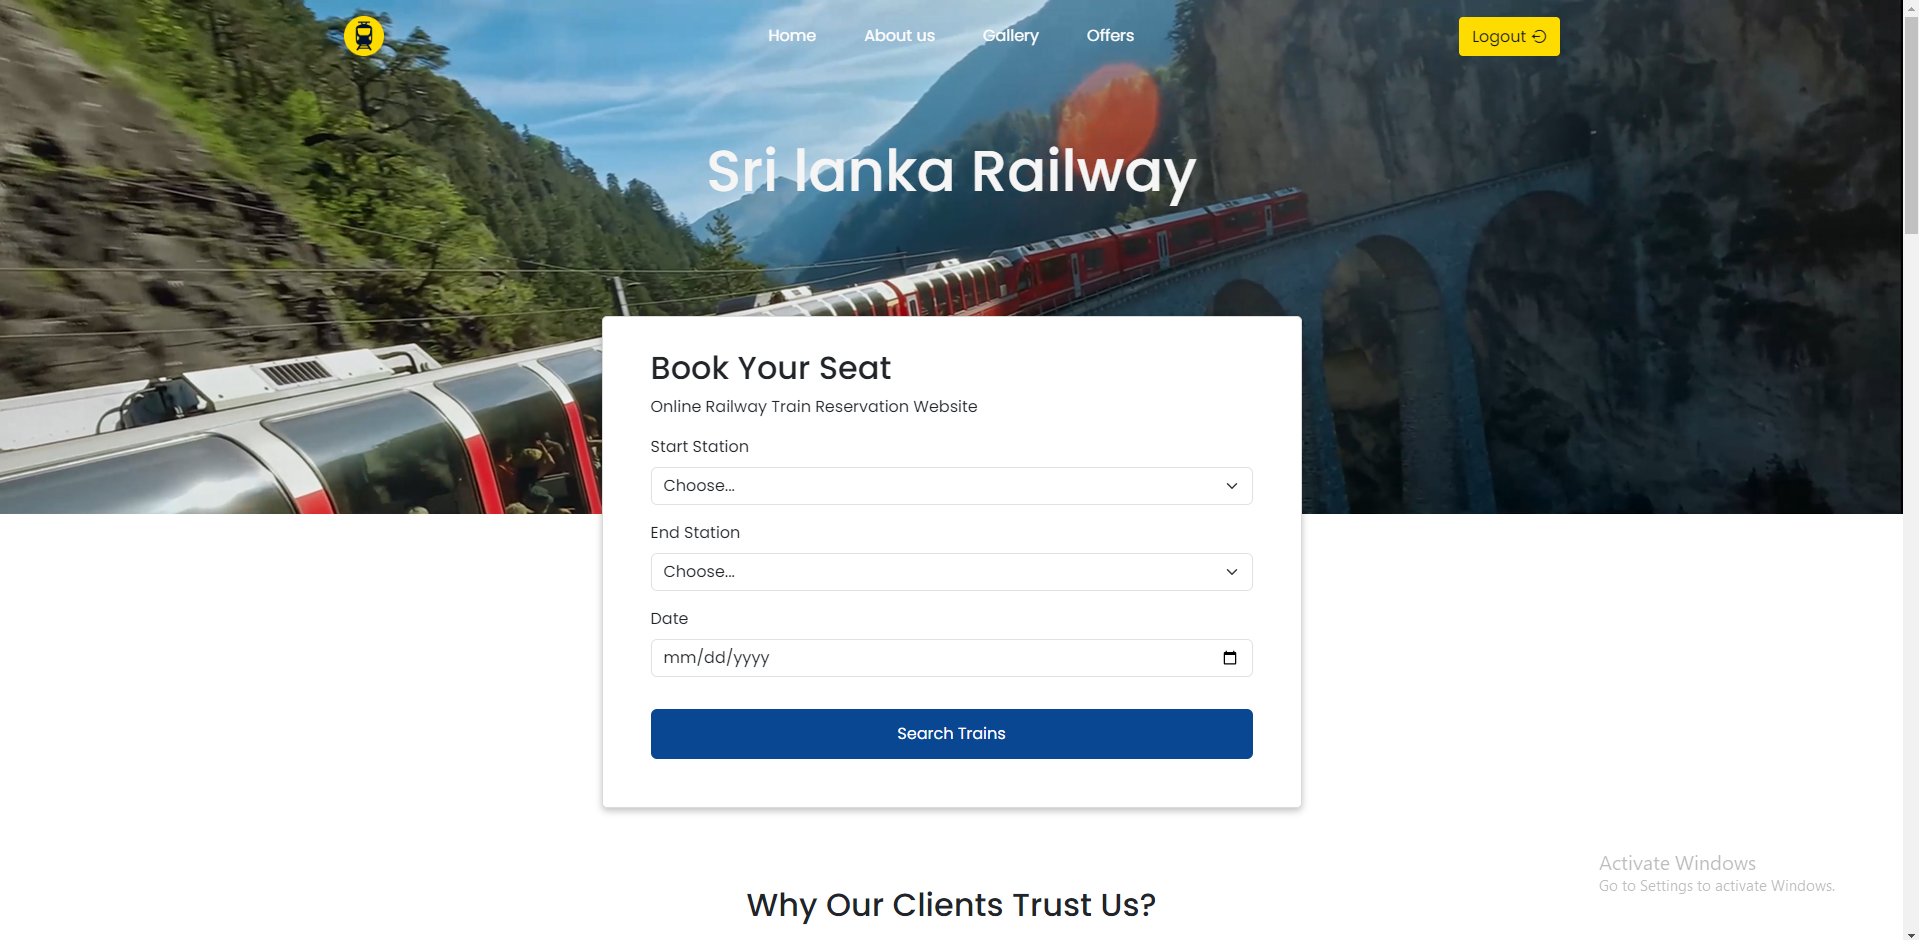 Home About us Gallery Offers Logout
Sri lanka Railway
Book Your Seat
Online Railway Train Reservation Website
Start Station
Choose...
End Station
Choose...
Date
mm/dd/yyyy
Search Trains
Why Our Clients Trust Us?
Activate Windows
Go to Settings to activate Windows.